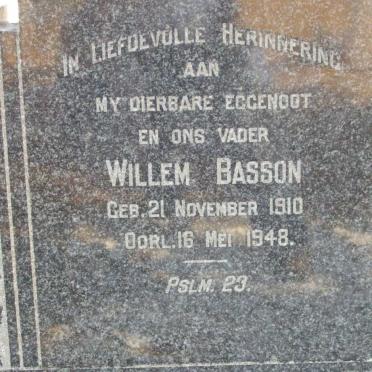 IN LIEFDEVOLLE HERINNERING
AAN
MY DIERBARE EGGENOOT
EN ONS VADER
WILLEM BASSON
GEB. 21 NOVEMBER 1910
OORL. 16 MEI 1948.
PSLM. 23.